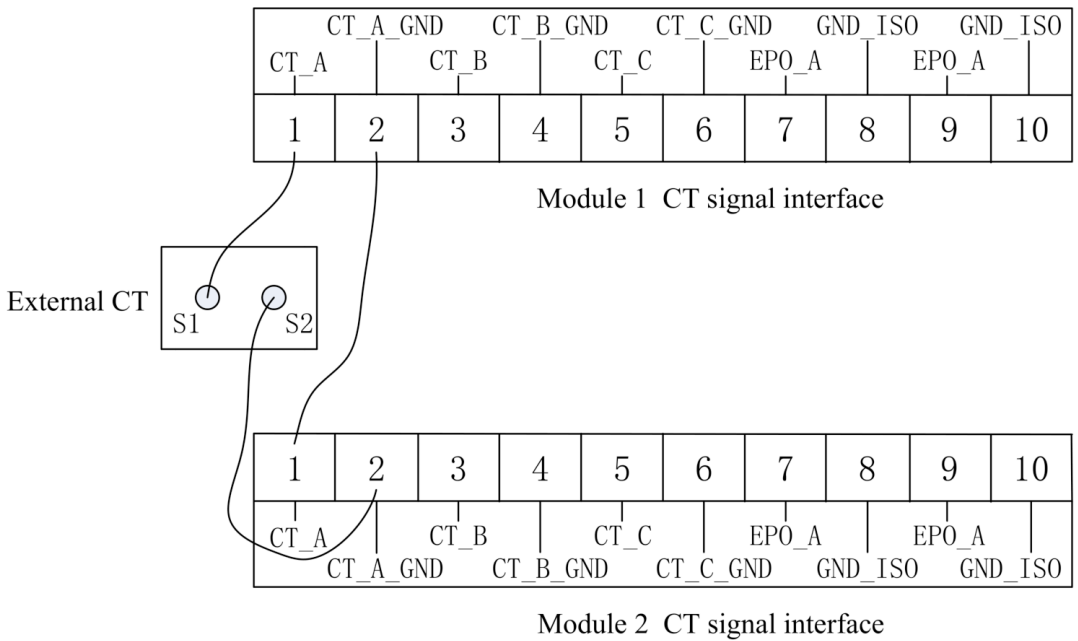 CT_A_GND CT_B_GND CT_C_GND GND_ISO GND_ISO
CT_A CT_B CT_C EPO_A EPO_A
1 2 3 4 5 6 7 8 9 10
Module 1 CT signal interface
External CT
S1 S2
1 2 3 4 5 6 7 8 9 10
CT_A CT_B CT_C EPO_A EPO_A
CT_A_GND CT_B_GND CT_C_GND GND_ISO GND_ISO
Module 2 CT signal interface